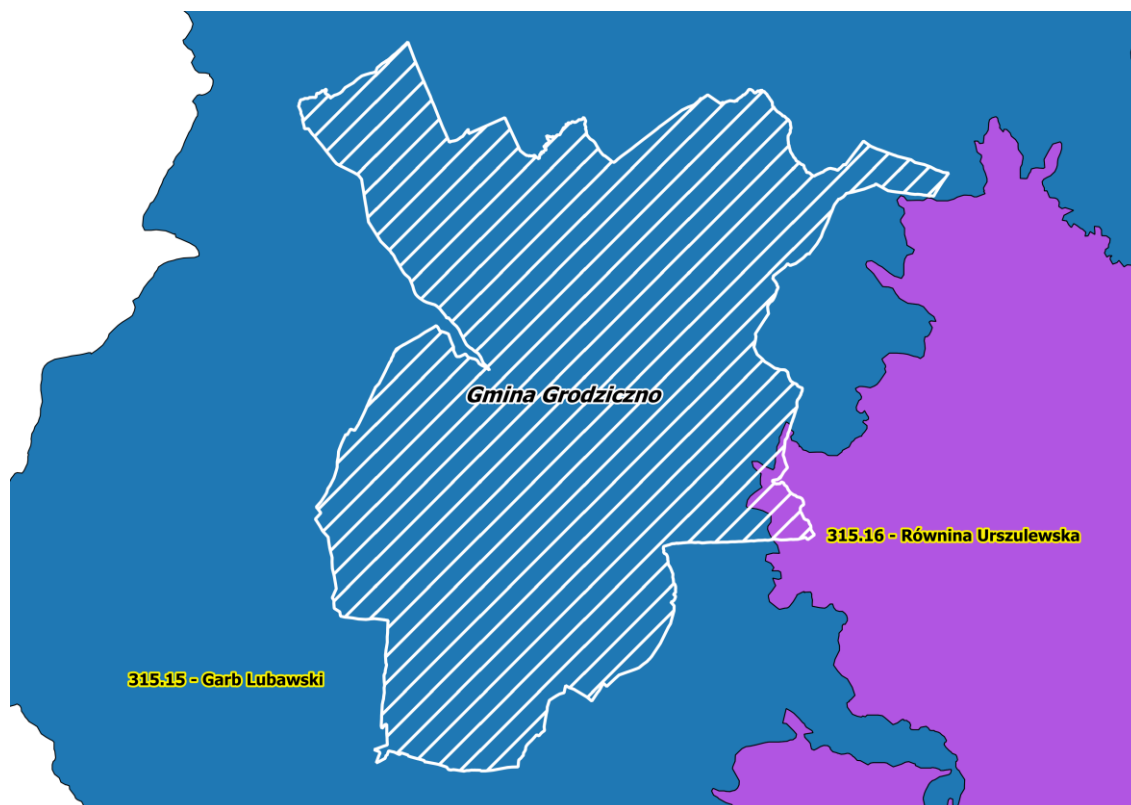 Gmina Grodziczno
315.16 - Równina Urszulewska
315.15 - Garb Lubawski